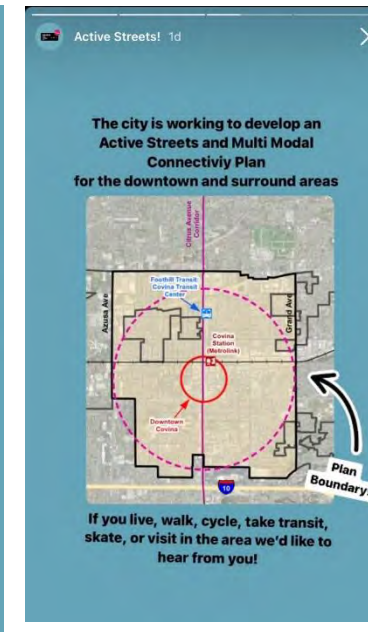 Active Streets! 1d
The city is working to develop an
Active Streets and Multi Modal
Connectiviy Plan
for the downtown and surround areas
Citrus Avenue
Corridor
Foothill Transit:
Covina Transit
Center
Azusa Ave
Grand Ave
Covina
Station
(Metrolink)
Downtown
Covina
10
Plan
Boundary!
If you live, walk, cycle, take transit,
skate, or visit in the area we'd like to
hear from you!